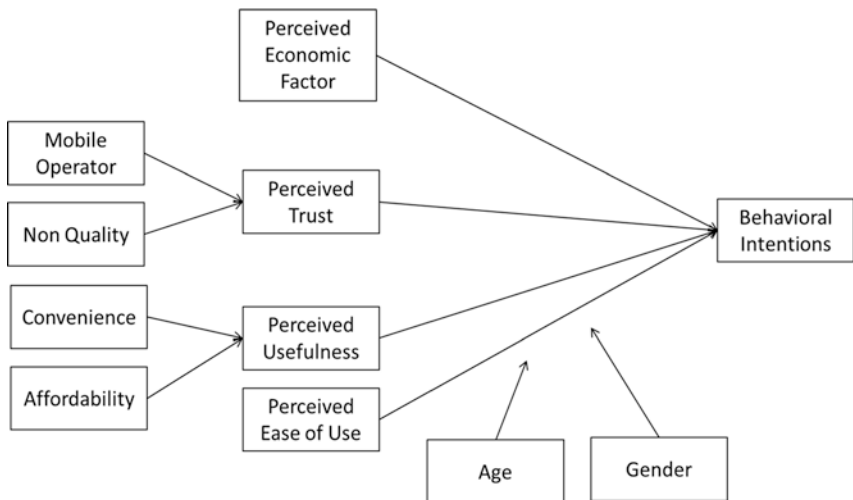 Perceived
Economic
Factor
Mobile
Operator
Perceived
Trust
Non Quality
Behavioral
Intentions
Convenience
Perceived
Usefulness
Affordability
Perceived
Ease of Use
Age
Gender